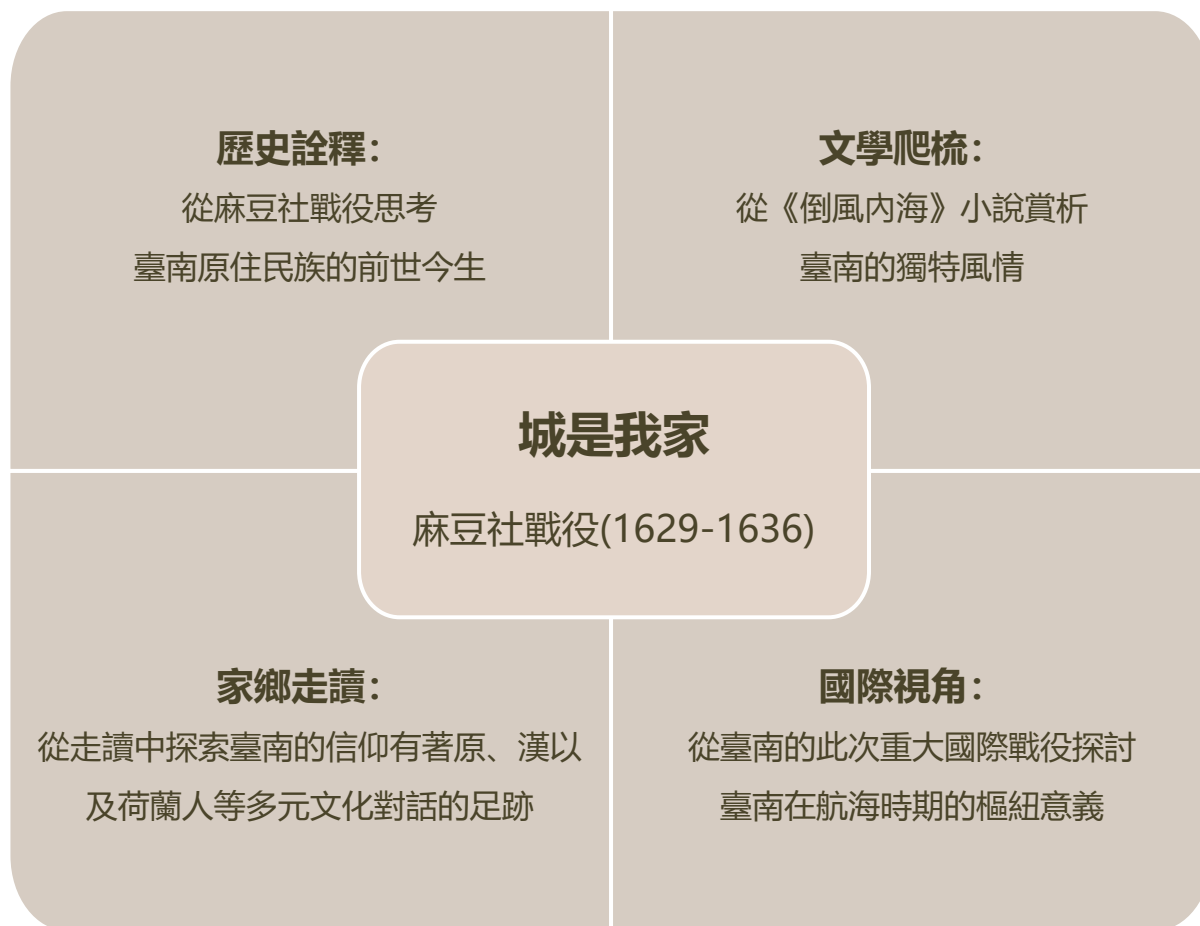 歷史詮釋：
從麻豆社戰役思考
臺南原住民族的前世今生
文學爬梳：
從《倒風內海》小說賞析
臺南的獨特風情
城是我家
麻豆社戰役(1629-1636)
家鄉走讀：
從走讀中探索臺南的信仰有著原、漢以
及荷蘭人等多元文化對話的足跡
國際視角：
從臺南的此次重大國際戰役探討
臺南在航海時期的樞紐意義